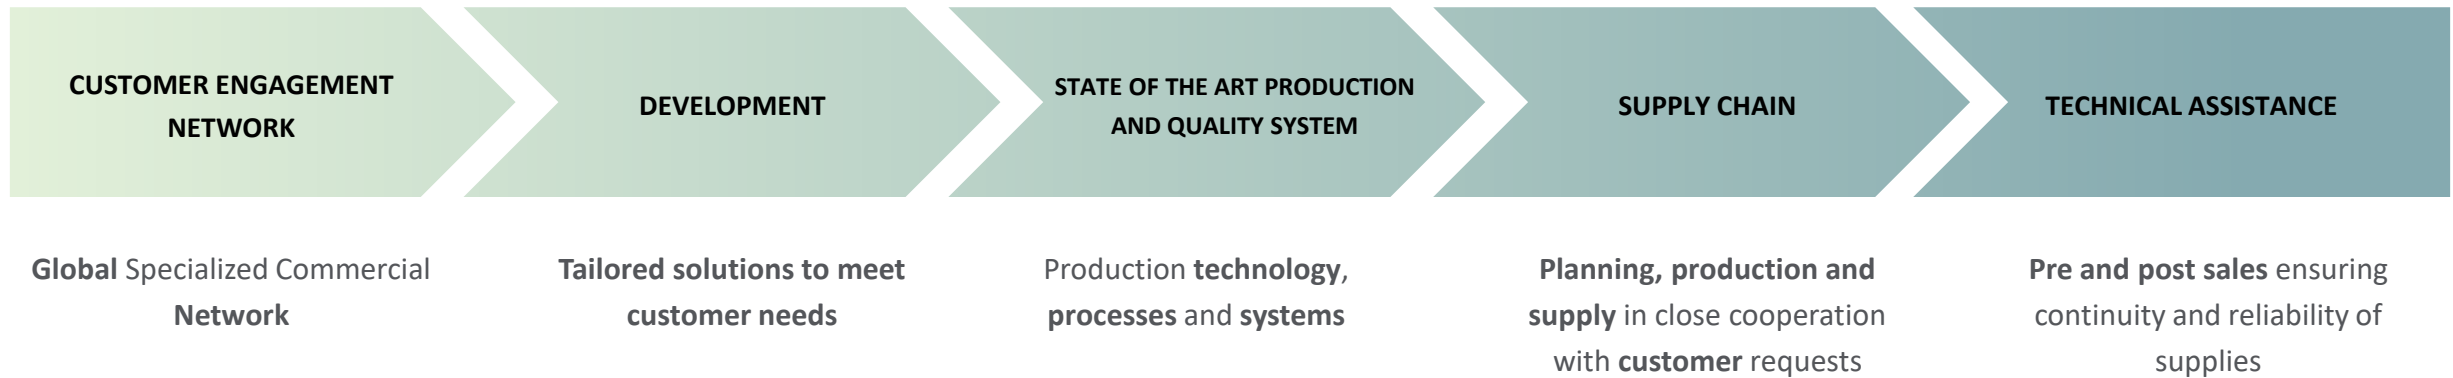 CUSTOMER ENGAGEMENT
NETWORK
DEVELOPMENT
STATE OF THE ART PRODUCTION
AND QUALITY SYSTEM
SUPPLY CHAIN
TECHNICAL ASSISTANCE
Global Specialized Commercial
Network
Tailored solutions to meet
customer needs
Production technology,
processes and systems
Planning, production and
supply in close cooperation
with customer requests
Pre and post sales ensuring
continuity and reliability of
supplies